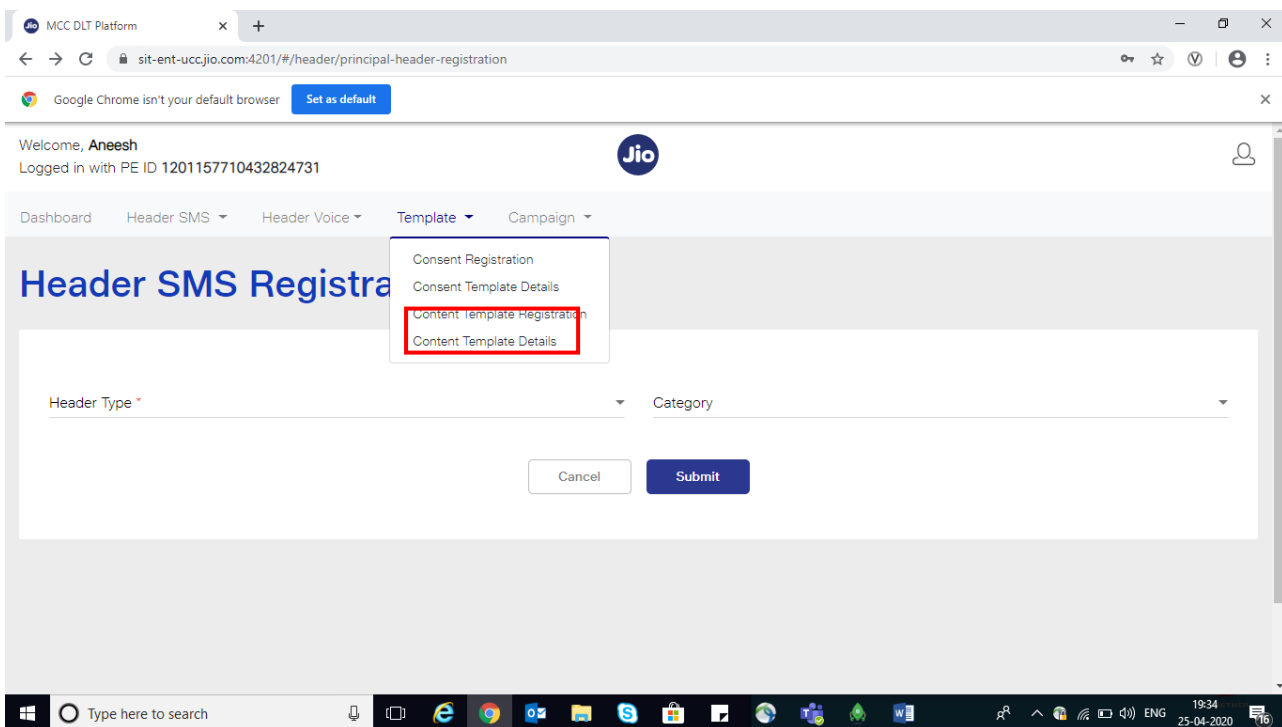 MCC DLT Platform
sit-ent-ucc.jio.com:4201/#/header/principal-header-registration
Google Chrome isn't your default browser Set as default
Welcome, Aneesh
Logged in with PE ID 1201157710432824731
Jio
Dashboard Header SMS Header Voice Template Campaign
Consent Registration
Consent Template Details
Content Template Registration
Content Template Details
Header SMS Registra
Header Type * Category
Cancel Submit
Type here to search
ENG
19:34
25-04-2020